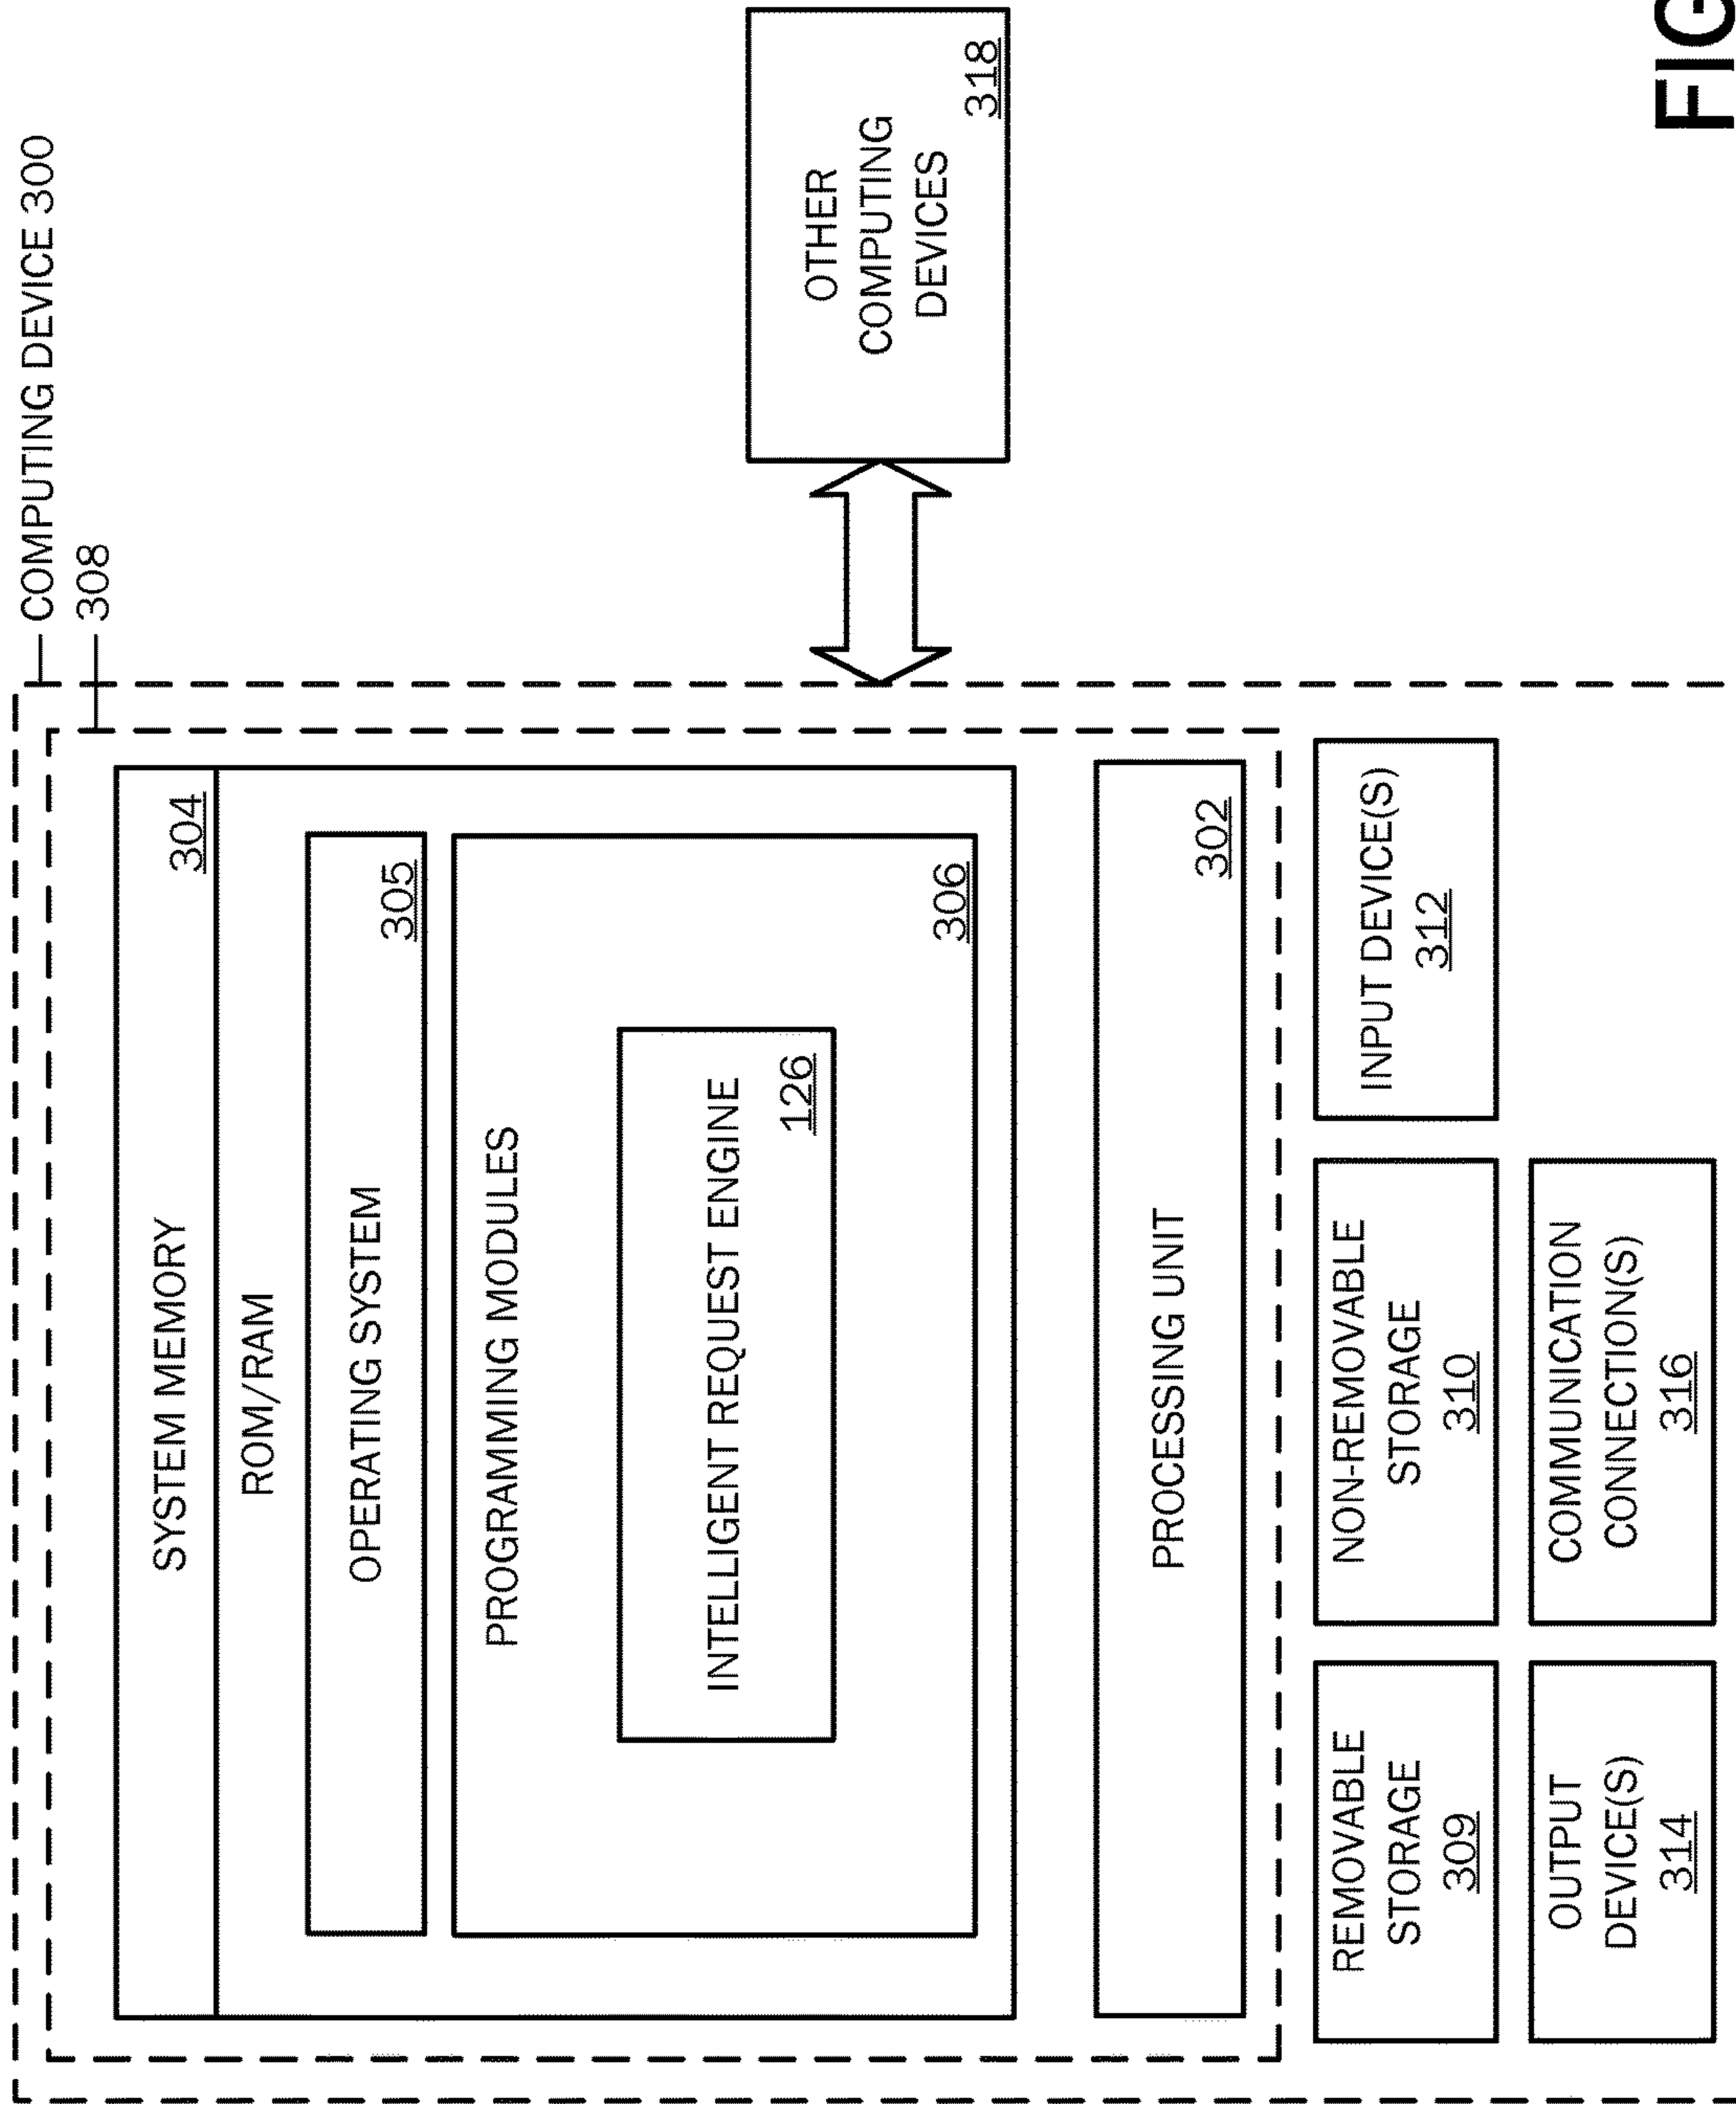 COMPUTING DEVICE 300
308
SYSTEM MEMORY
304
ROM/RAM
OPERATING SYSTEM
305
PROGRAMMING MODULES
INTELLIGENT REQUEST ENGINE
126
306
PROCESSING UNIT
302
OTHER
COMPUTING
DEVICES
318
REMOVABLE
STORAGE
309
NON-REMOVABLE
STORAGE
310
INPUT DEVICE(S)
312
OUTPUT
DEVICE(S)
314
COMMUNICATION
CONNECTION(S)
316
FIG